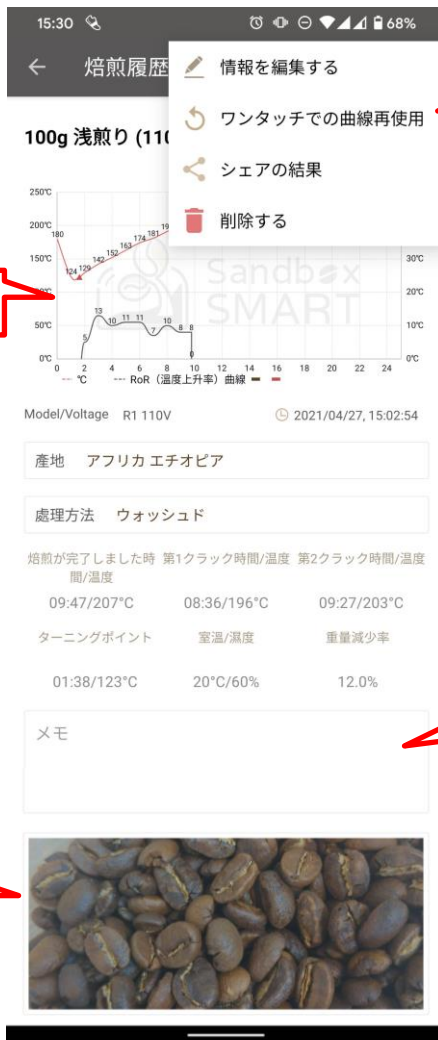 15:30 68%
焙煎履歴
情報を編集する
ワンタッチでの曲線再使用
シェアの結果
削除する
100g 浅煎り (110
250℃
200℃
150℃
50℃
0℃
30℃
20℃
10℃
0℃
180 124 129 142 152 163 174 181 19
5 13 10 11 11 7 10 8 8 0
Sandbox
SMART
0 2 4 6 8 10 12 14 16 18 20 22 24
℃ RoR（温度上升率）曲線
Model/Voltage R1 110V 2021/04/27, 15:02:54
產地 アフリカ エチオピア
處理方法 ウォッシュド
焙煎が完了しました時間/温度 第1クラック時間/温度 第2クラック時間/温度
09:47/207°C 08:36/196°C 09:27/203°C
ターニングポイント 室温/濕度 重量減少率
01:38/123°C 20°C/60% 12.0%
メモ